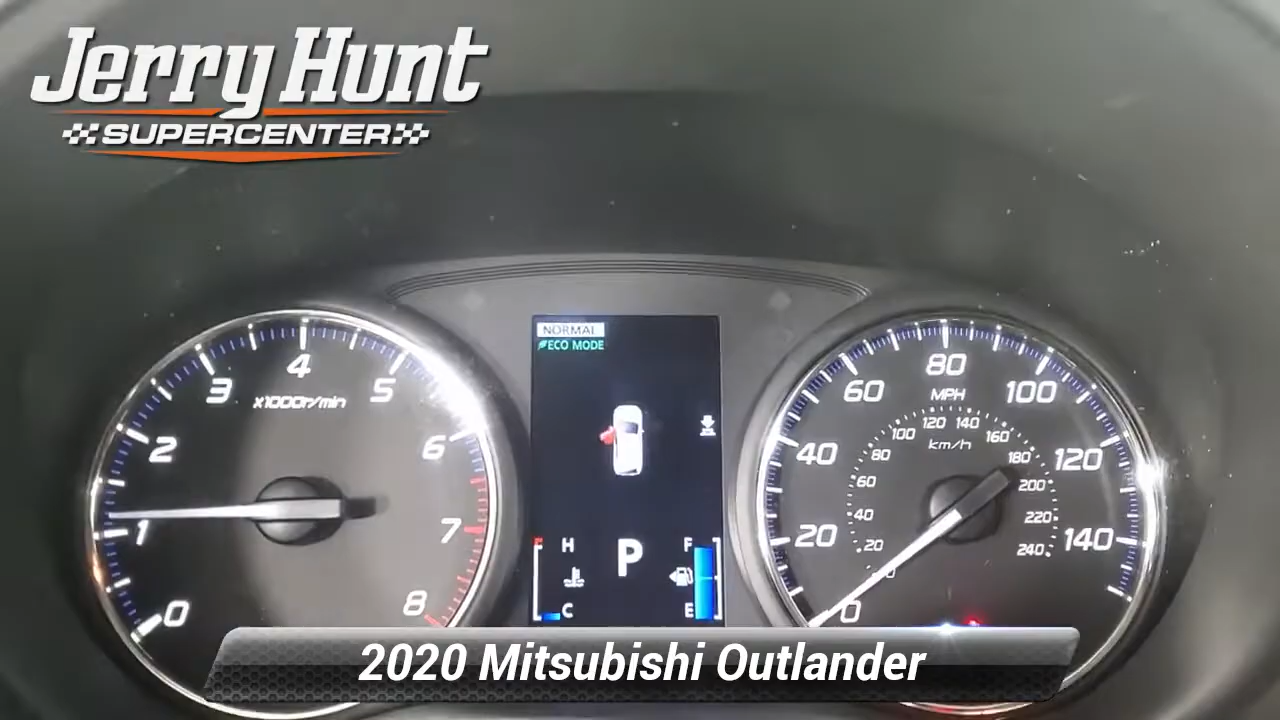 Jerry Hunt
SUPERCENTER
NORMAL
ECO MODE
0
1
2
3
4
5
6
7
8
x1000r/min
H
C
P
F
E
0
20
40
60
80
100
120
140
MPH
km/h
20
40
60
80
100
120
140
160
180
200
220
240
2020 Mitsubishi Outlander